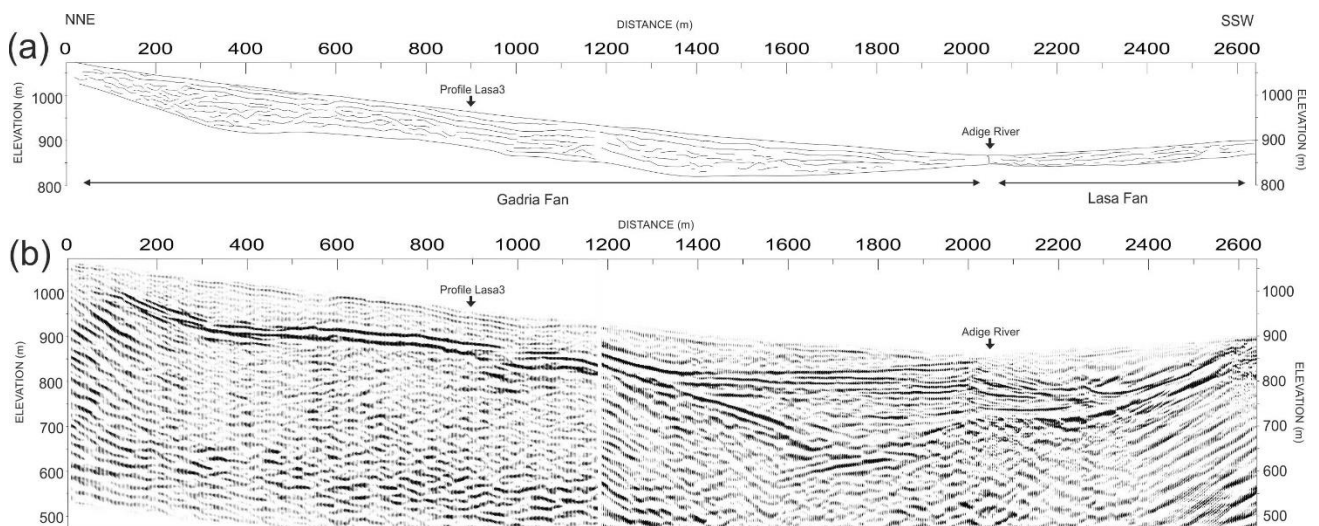 NNE
DISTANCE (m)
SSW
(a)
0 200 400 600 800 1000 1200 1400 1600 1800 2000 2200 2400 2600
ELEVATION (m)
1000
900
800
Profile Lasa3
Adige River
1000
900
800
ELEVATION (m)
Gadria Fan
Lasa Fan
DISTANCE (m)
(b)
0 200 400 600 800 1000 1200 1400 1600 1800 2000 2200 2400 2600
ELEVATION (m)
1000
900
800
700
600
500
Profile Lasa3
Adige River
1000
900
800
700
600
500
ELEVATION (m)